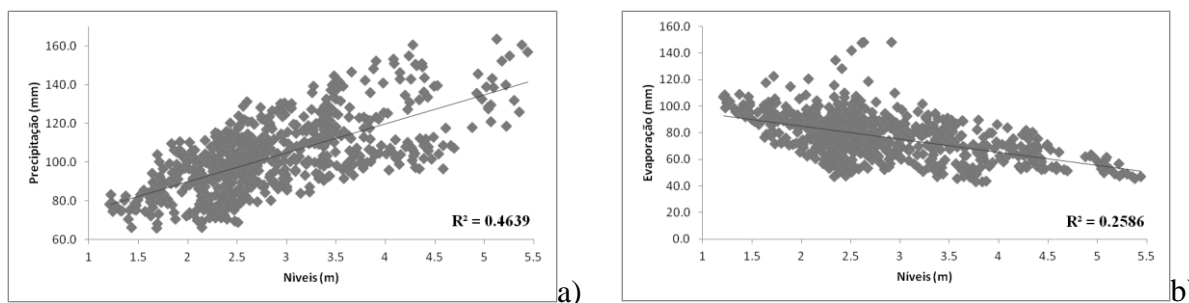 160.0
140.0
120.0
100.0
80.0
60.0
Precipitação (mm)
R² = 0.4639
1 1.5 2 2.5 3 3.5 4 4.5 5 5.5
Níveis (m)
a)
160.0
140.0
120.0
100.0
80.0
60.0
40.0
20.0
0.0
Evaporação (mm)
R² = 0.2586
1 1.5 2 2.5 3 3.5 4 4.5 5 5.5
Níveis (m)
b)